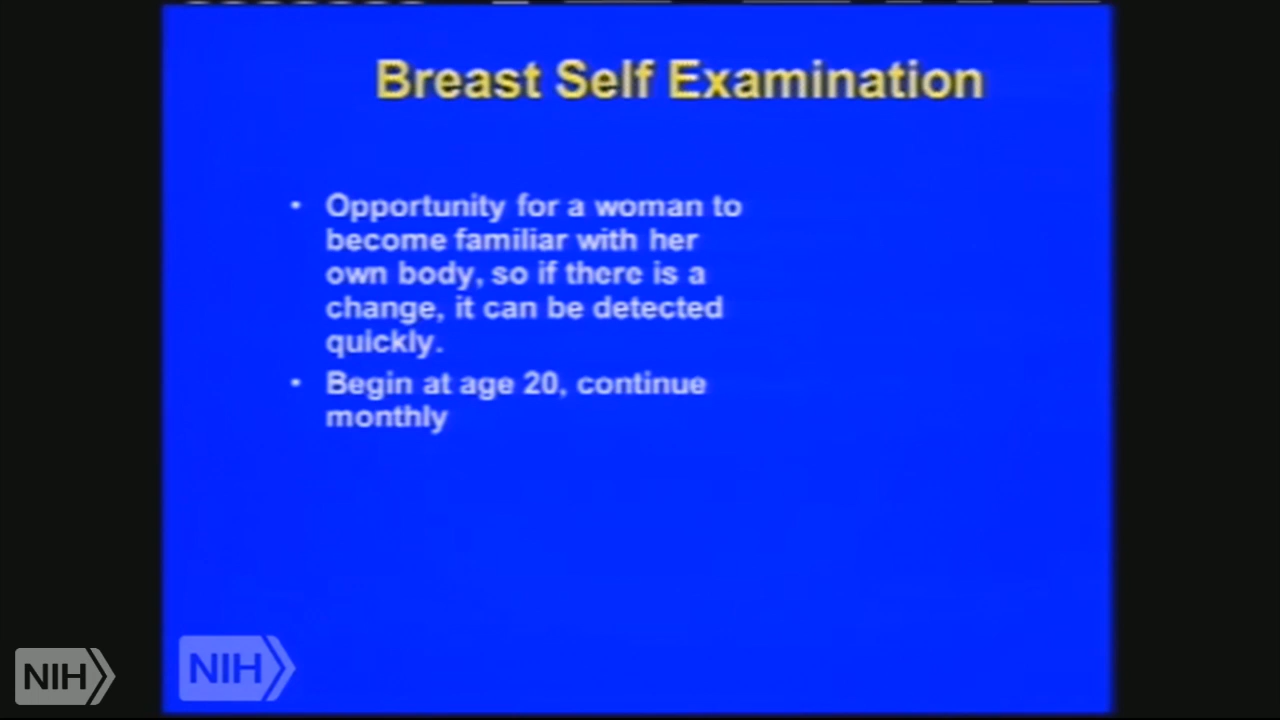 Breast Self Examination
• Opportunity for a woman to
become familiar with her
own body, so if there is a
change, it can be detected
quickly.
• Begin at age 20, continue
monthly
NIH
NIH